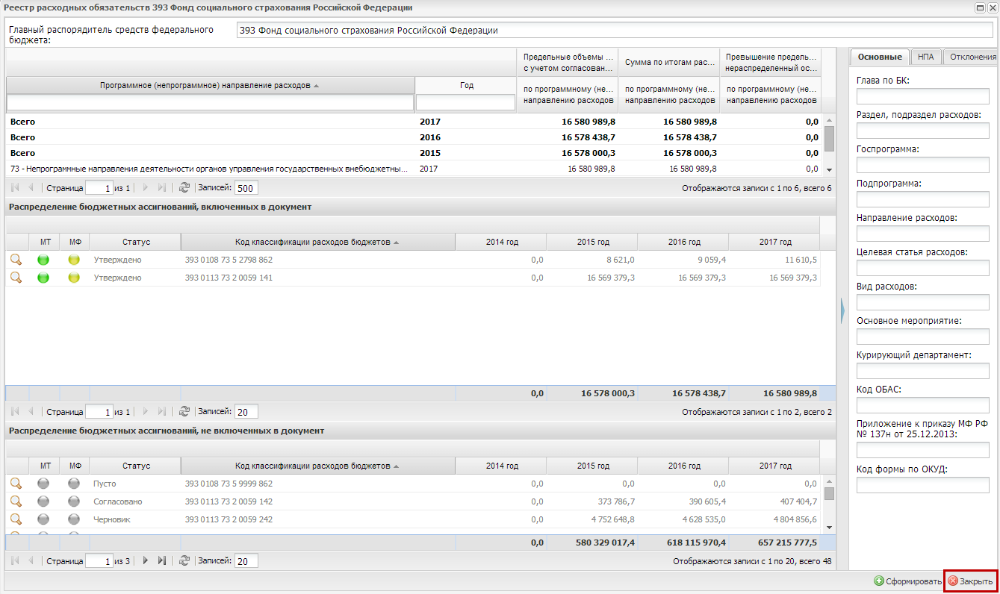 Реестр расходных обязательств 393 Фонд социального страхования Российской Федерации
Главный распорядитель средств федерального
бюджета:
393 Фонд социального страхования Российской Федерации
Предельные объемы ... Сумма по итогам рас... Превышение предель...
с учетом согласован... нераспределенный ос...
Программное (непрограммное) направление расходов Год
по программному (не... по программному (не... по программному (не...
направлению расходов направлению расходов направлению расходов
Всего 2017 16 580 989,8 16 580 989,8 0,0
Всего 2016 16 578 438,7 16 578 438,7 0,0
Всего 2015 16 578 000,3 16 578 000,3 0,0
73 - Непрограммные направления деятельности органов управления государственных внебюджетны... 2017 16 580 989,8 16 580 989,8 0,0
Страница 1 из 1 Записей: 500 Отображаются записи с 1 по 6, всего 6
Распределение бюджетных ассигнований, включенных в документ
МТ МФ Статус Код классификации расходов бюджетов 2014 год 2015 год 2016 год 2017 год
Утверждено 393 0108 73 5 2798 862 0,0 8 621,0 9 059,4 11 610,5
Утверждено 393 0113 73 2 0059 141 0,0 16 569 379,3 16 569 379,3 16 569 379,3
0,0 16 578 000,3 16 578 438,7 16 580 989,8
Страница 1 из 1 Записей: 20 Отображаются записи с 1 по 2, всего 2
Распределение бюджетных ассигнований, не включенных в документ
МТ МФ Статус Код классификации расходов бюджетов 2014 год 2015 год 2016 год 2017 год
Пусто 393 0108 73 5 9999 862 0,0 0,0 0,0 0,0
Согласовано 393 0113 73 2 0059 142 0,0 373 786,7 390 605,4 407 404,7
Черновик 393 0113 73 2 0059 242 0,0 4 752 648,8 4 628 535,0 4 804 856,6
0,0 580 329 017,4 618 115 970,4 657 215 777,5
Страница 1 из 3 Записей: 20 Отображаются записи с 1 по 20, всего 48
Основные НПА Отклонения
Глава по БК:
Раздел, подраздел расходов:
Госпрограмма:
Подпрограмма:
Направление расходов:
Целевая статья расходов:
Вид расходов:
Основное мероприятие:
Курирующий департамент:
Код ОБАС:
Приложение к приказу МФ РФ
№ 137н от 25.12.2013:
Код формы по ОКУД:
Сформировать Закрыть